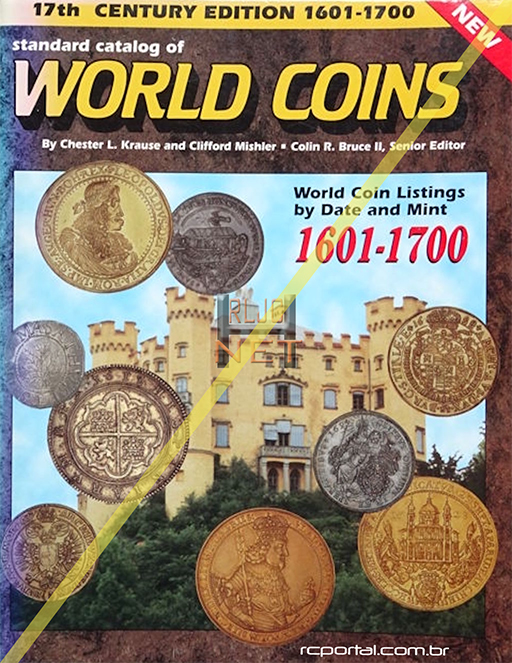 17th CENTURY EDITION 1601-1700
NEW
standard catalog of
WORLD COINS
By Chester L. Krause and Clifford Mishler ▪ Colin R. Bruce II, Senior Editor
World Coin Listings
by Date and Mint
1601-1700
NET
rcportal.com.br